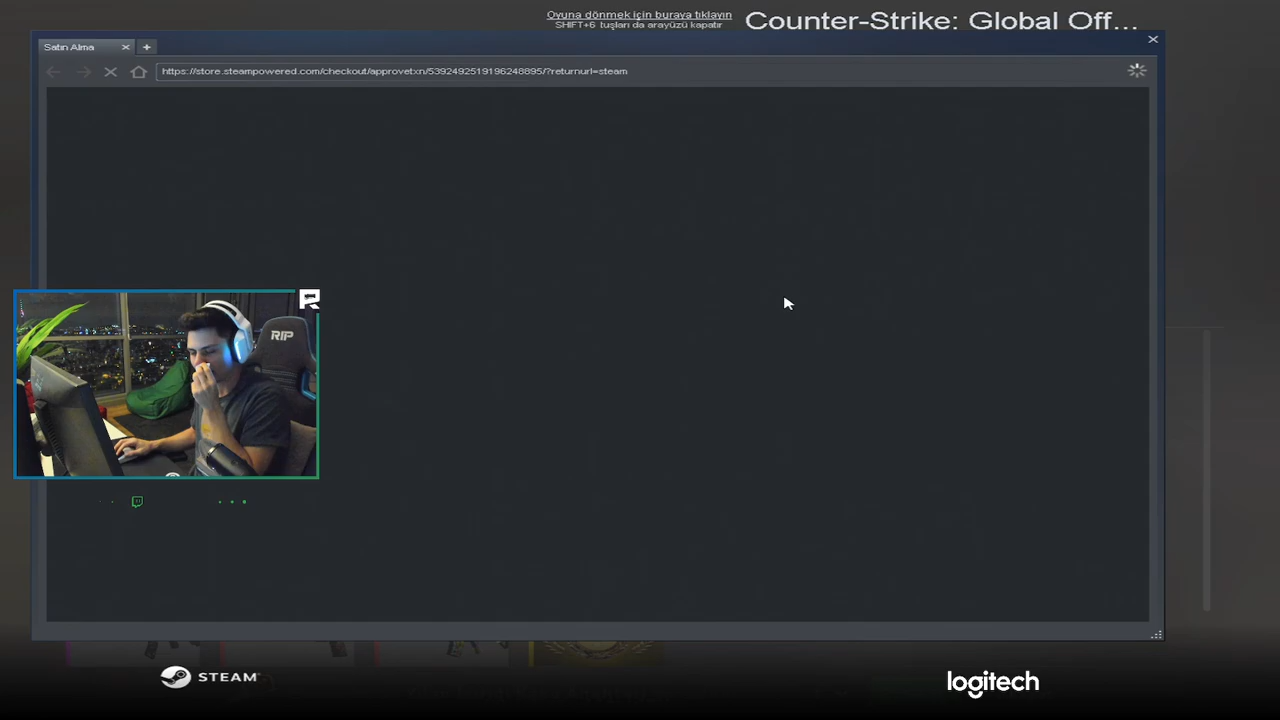 Oyuna dönmek için buraya tıklayın
SHIFT+6 tuşları da arayüzü kapatır
Counter-Strike: Global Off...
Satın Alma
https://store.steampowered.com/checkout/approvetxn/5392492519196248895/?returnurl=steam
RIP
STEAM
logitech